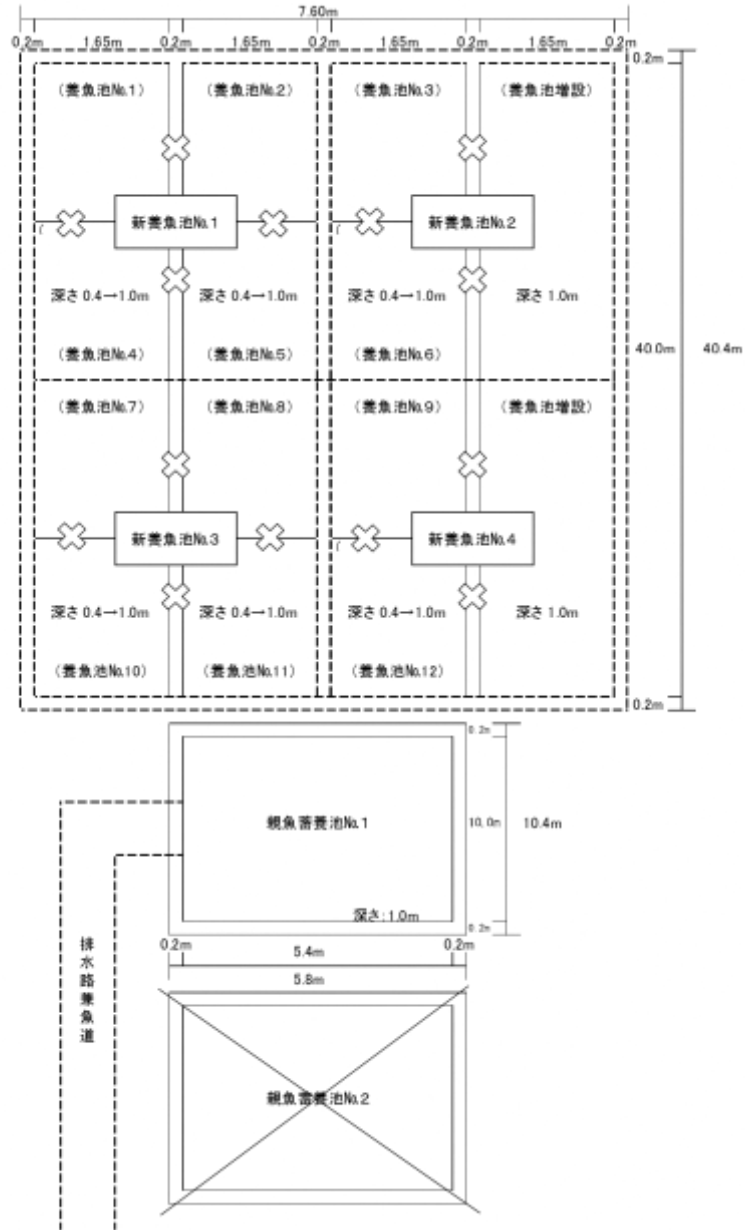 7.60m
0.2m 1.65m 0.2m 1.65m 0.2m 1.65m 0.2m 1.65m 0.2m
0.2m
(養魚池№1) (養魚池№2) (養魚池№3) (養魚池増設)
新養魚池№1 新養魚池№2
深さ 0.4→1.0m 深さ 0.4→1.0m 深さ 0.4→1.0m 深さ 1.0m
(養魚池№4) (養魚池№5) (養魚池№6)
40.0m 40.4m
(養魚池№7) (養魚池№8) (養魚池№9) (養魚池増設)
新養魚池№3 新養魚池№4
深さ 0.4→1.0m 深さ 0.4→1.0m 深さ 0.4→1.0m 深さ 1.0m
(養魚池№10) (養魚池№11) (養魚池№12)
0.2m
0.2m
親魚蓄養池№1
10.0m 10.4m
深さ:1.0m
0.2m
0.2m 5.4m 0.2m
5.8m
排水路兼魚道
親魚蓄養池№2